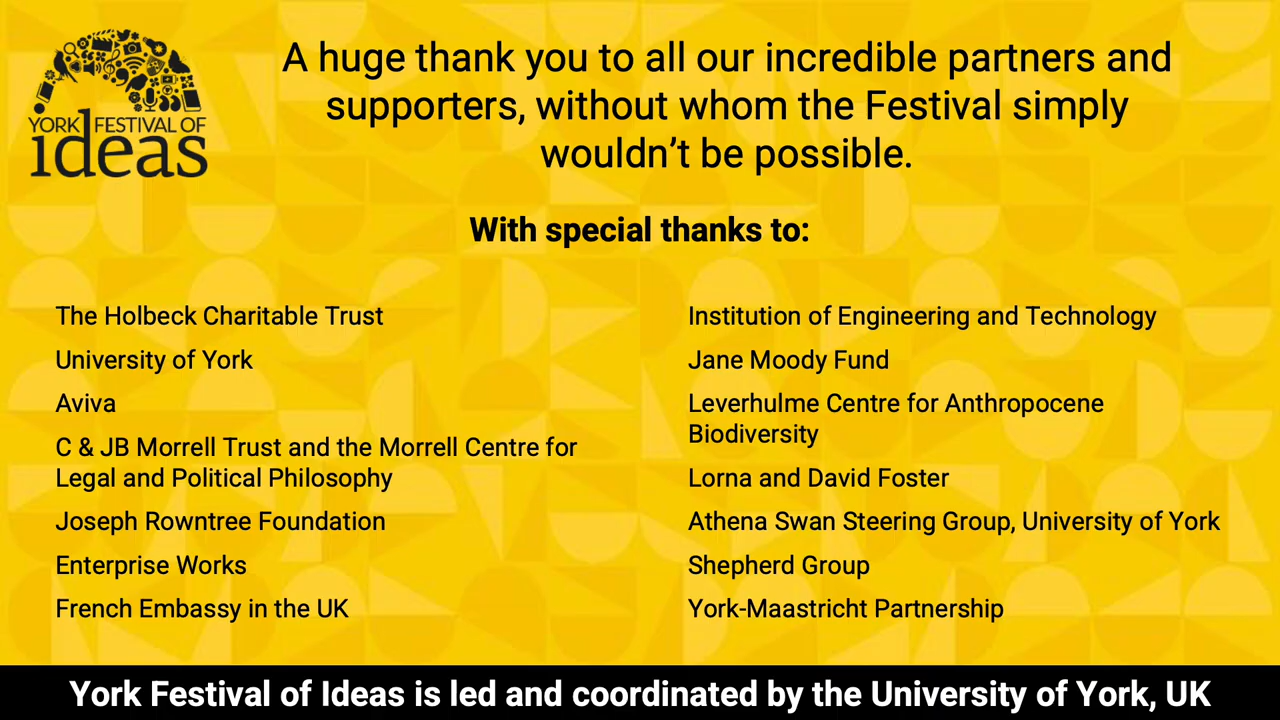 YORK FESTIVAL OF
ideas
A huge thank you to all our incredible partners and
supporters, without whom the Festival simply
wouldn’t be possible.
With special thanks to:
The Holbeck Charitable Trust
University of York
Aviva
C & JB Morrell Trust and the Morrell Centre for
Legal and Political Philosophy
Joseph Rowntree Foundation
Enterprise Works
French Embassy in the UK
Institution of Engineering and Technology
Jane Moody Fund
Leverhulme Centre for Anthropocene
Biodiversity
Lorna and David Foster
Athena Swan Steering Group, University of York
Shepherd Group
York-Maastricht Partnership
York Festival of Ideas is led and coordinated by the University of York, UK